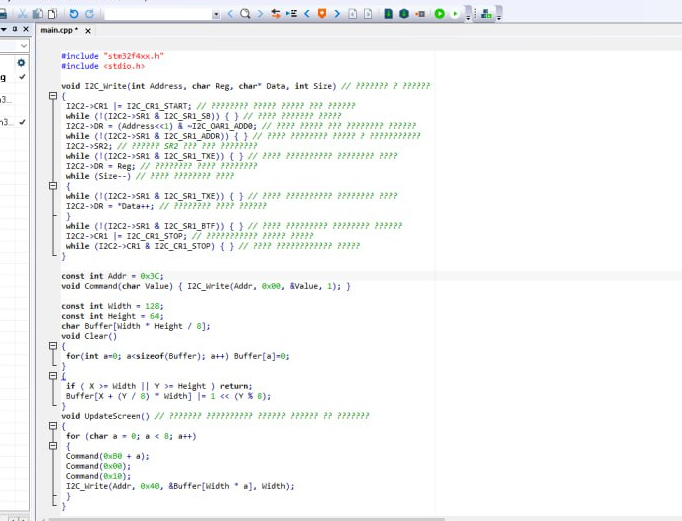 main.cpp *
#include "stm32f4xx.h"
#include <stdio.h>
void I2C_Write(int Address, char Reg, char* Data, int Size) // ??????? ? ??????
{
I2C2->CR1 |= I2C_CR1_START; // ???????? ????? ????? ??? ??????
while (!(I2C2->SR1 & I2C_SR1_SB)) { } // ???? ??????? ?????
I2C2->DR = (Address<<1) & ~I2C_OAR1_ADD0; // ???? ????? ????? ??? ???????? ??????
while (!(I2C2->SR1 & I2C_SR1_ADDR)) { } // ???? ???????? ????? ? ???????????
I2C2->SR2; // ?????? SR2 ??? ??? ????????
while (!(I2C2->SR1 & I2C_SR1_TXE)) { } // ???? ??????????? ???????? ????
I2C2->DR = Reg; // ???????? ???? ????????
while (Size--) // ???? ???????? ????
{
while (!(I2C2->SR1 & I2C_SR1_TXE)) { } // ???? ?????????? ???????? ????
I2C2->DR = *Data++; // ???????? ???? ??????
}
while (!(I2C2->SR1 & I2C_SR1_BTF)) { } // ???? ????????? ???????? ??????
I2C2->CR1 |= I2C_CR1_STOP; // ??????????? ????? ?????
while (I2C2->CR1 & I2C_CR1_STOP) { } // ???? ???????????? ?????
}
const int Addr = 0x3C;
void Command(char Value) { I2C_Write(Addr, 0x00, &Value, 1); }
const int Width = 128;
const int Height = 64;
char Buffer[Width * Height / 8];
void Clear()
{
for(int a=0; a<sizeof(Buffer); a++) Buffer[a]=0;
}
{
if ( X >= Width || Y >= Height ) return;
Buffer[X + (Y / 8) * Width] |= 1 << (Y % 8);
}
void UpdateScreen() // ??????? ?????????? ?????? ?????? ?? ???????
{
for (char a = 0; a < 8; a++)
{
Command(0xB0 + a);
Command(0x00);
Command(0x10);
I2C_Write(Addr, 0x40, &Buffer[Width * a], Width);
}
}